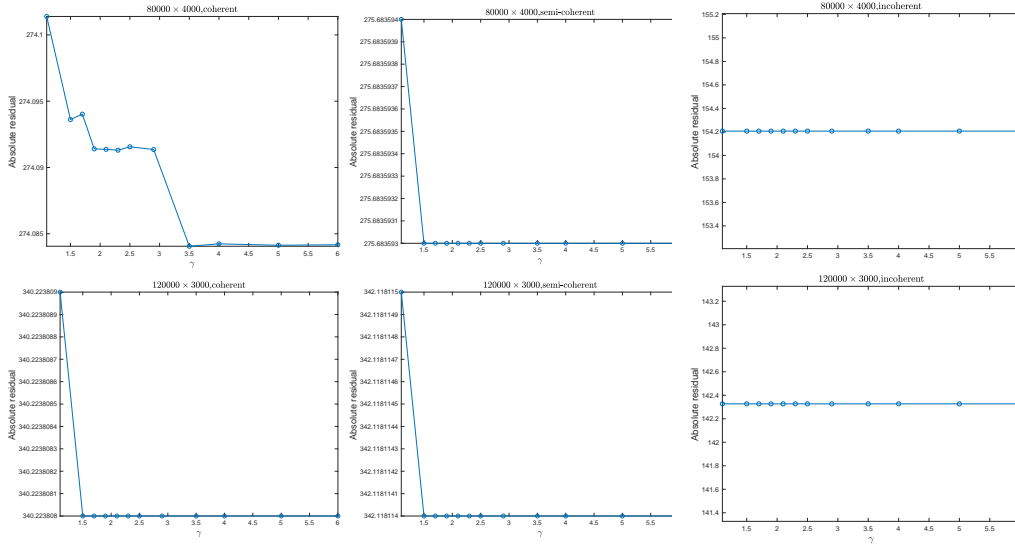 80000 × 4000,coherent
Absolute residual
274.1
274.095
274.09
274.085
1.5 2 2.5 3 3.5 4 4.5 5 5.5 6
γ
80000 × 4000,semi-coherent
Absolute residual
275.683594
275.6835939
275.6835938
275.6835937
275.6835936
275.6835935
275.6835934
275.6835933
275.6835932
275.6835931
275.683593
1.5 2 2.5 3 3.5 4 4.5 5 5.5
γ
80000 × 4000,incoherent
Absolute residual
155.2
155
154.8
154.6
154.4
154.2
154
153.8
153.6
153.4
1.5 2 2.5 3 3.5 4 4.5 5 5.5
120000 × 3000,coherent
Absolute residual
340.223809
340.2238089
340.2238088
340.2238087
340.2238086
340.2238085
340.2238084
340.2238083
340.2238082
340.2238081
340.223808
1.5 2 2.5 3 3.5 4 4.5 5 5.5 6
γ
120000 × 3000,semi-coherent
Absolute residual
342.118115
342.1181149
342.1181148
342.1181147
342.1181146
342.1181145
342.1181144
342.1181143
342.1181142
342.1181141
342.118114
1.5 2 2.5 3 3.5 4 4.5 5 5.5
γ
120000 × 3000,incoherent
Absolute residual
143.2
143
142.8
142.6
142.4
142.2
142
141.8
141.6
141.4
1.5 2 2.5 3 3.5 4 4.5 5 5.5
γ